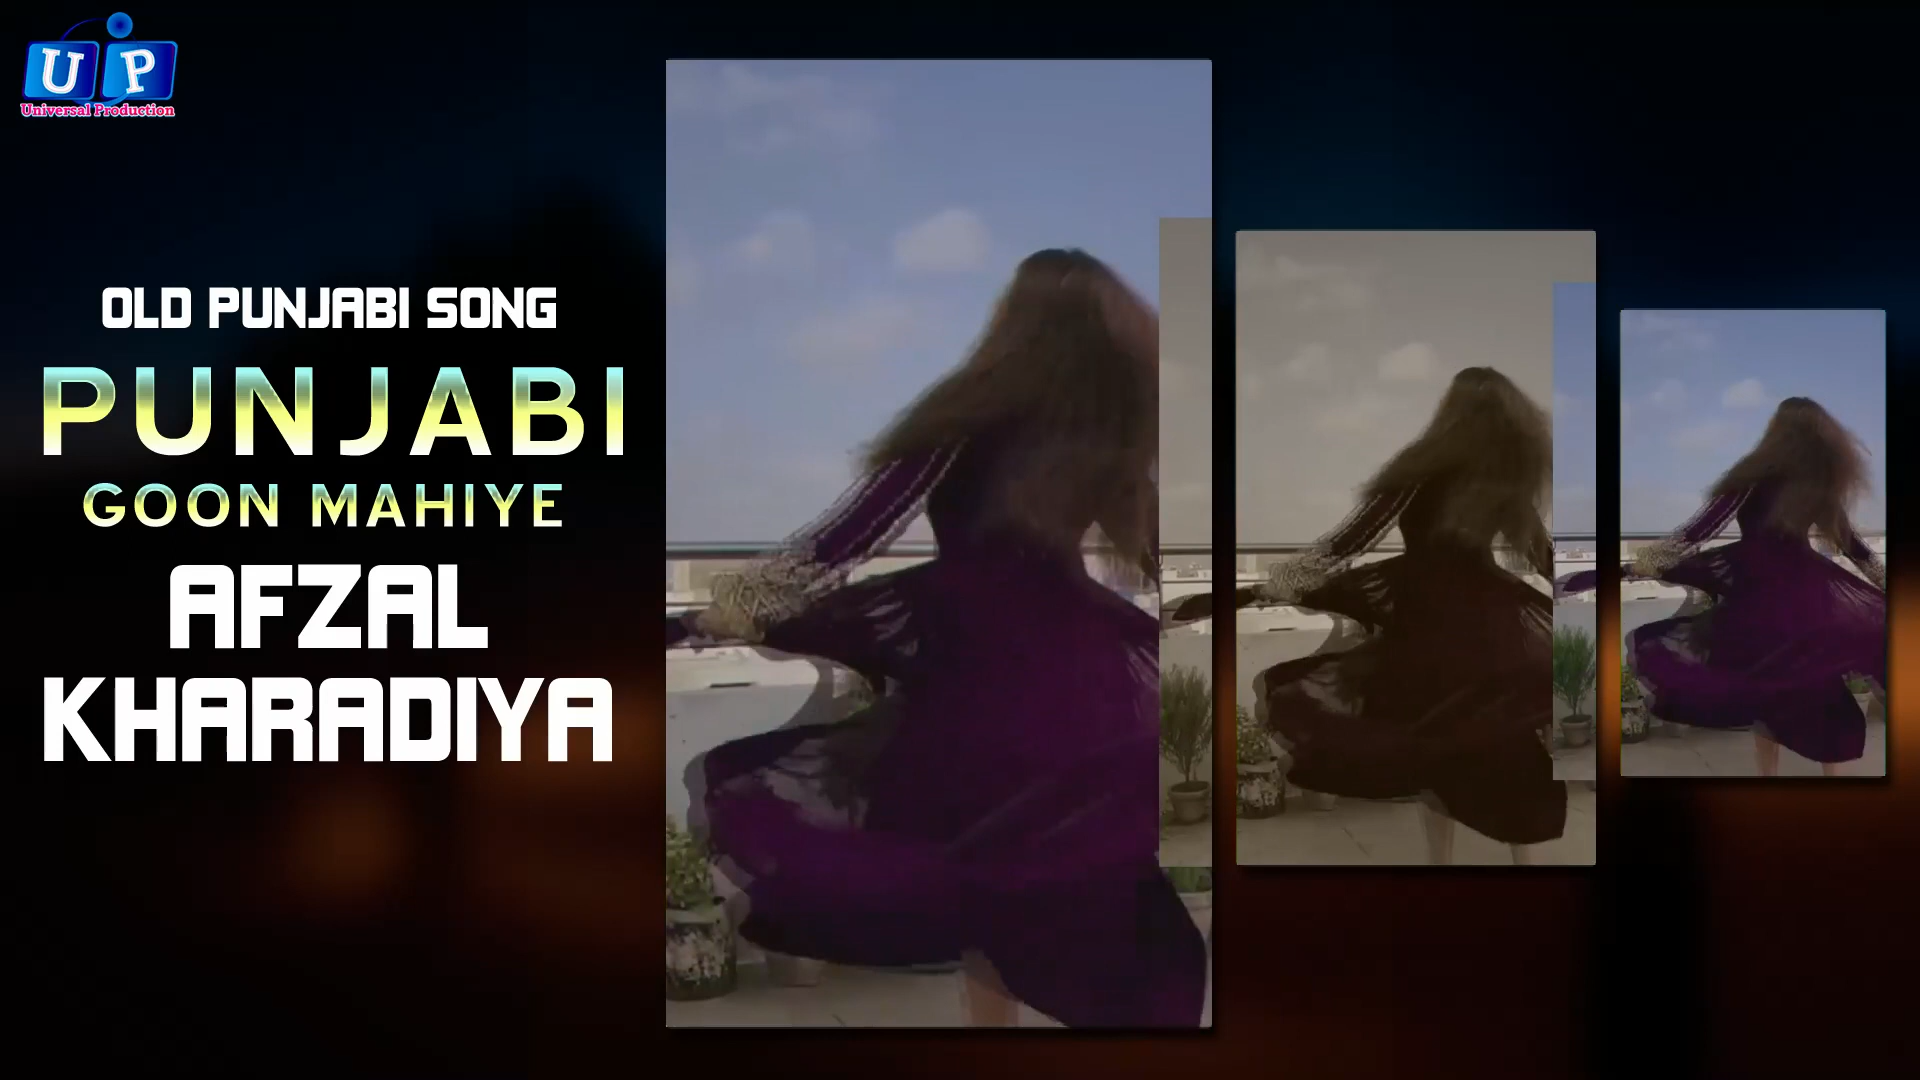 UP
Universal Production
OLD PUNJABI SONG
PUNJABI
GOON MAHIYE
AFZAL
KHARADIYA